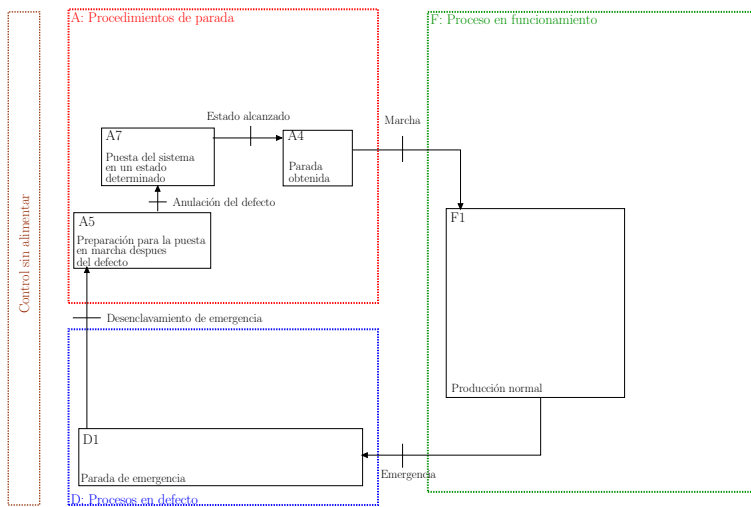 A: Procedimientos de parada
F: Proceso en funcionamiento
Estado alcanzado
Marcha
A7
A4
Puesta del sistema
en un estado
determinado
Parada
obtenida
Anulación del defecto
A5
Preparación para la puesta
en marcha despues
del defecto
F1
Control sin alimentar
Desenclavamiento de emergencia
Producción normal
D1
Parada de emergencia
Emergencia
D: Procesos en defecto